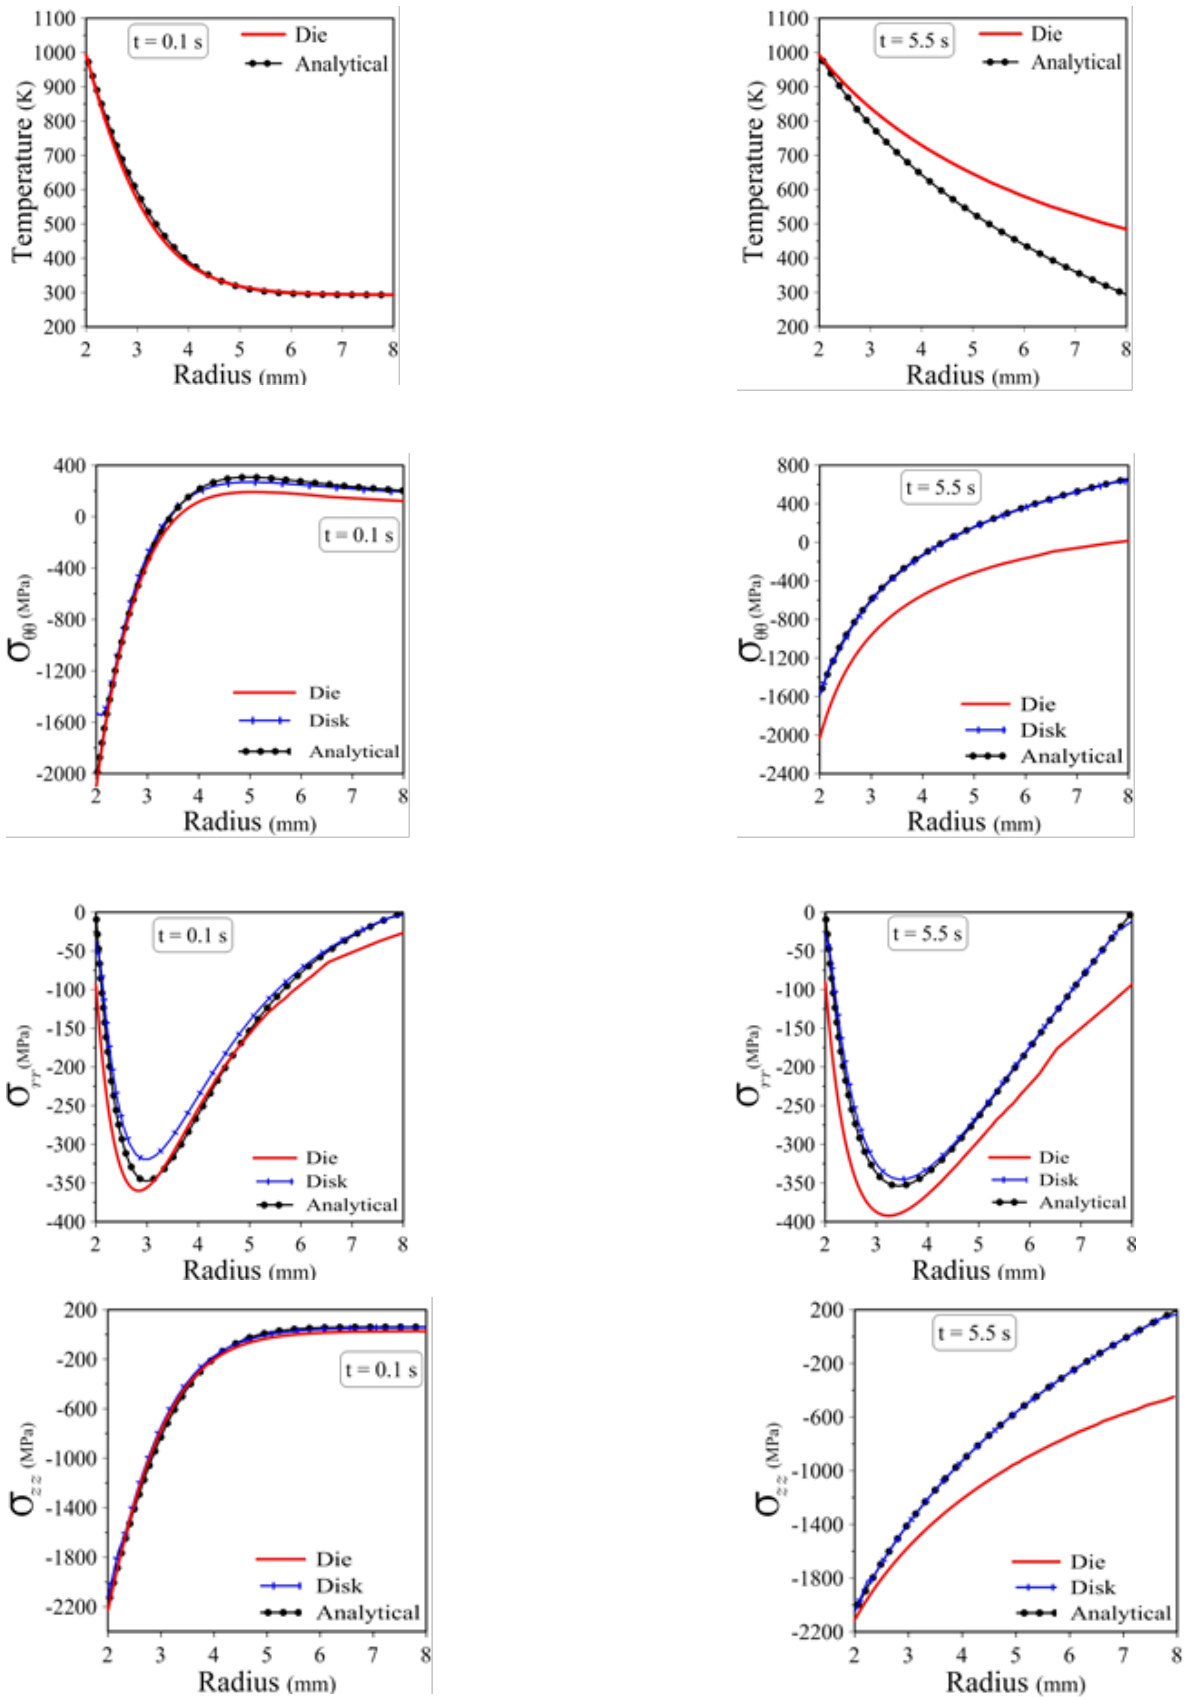 1100
1000
900
800
700
600
500
400
300
200
2 3 4 5 6 7 8
Temperature (K)
Radius (mm)
t = 0.1 s
Die
Analytical
1100
1000
900
800
700
600
500
400
300
200
2 3 4 5 6 7 8
Temperature (K)
Radius (mm)
t = 5.5 s
Die
Analytical
400
0
-400
-800
-1200
-1600
-2000
2 3 4 5 6 7 8
σθθ (MPa)
Radius (mm)
t = 0.1 s
Die
Disk
Analytical
800
400
0
-400
-800
-1200
-1600
-2000
-2400
2 3 4 5 6 7 8
σθθ (MPa)
Radius (mm)
t = 5.5 s
Die
Disk
Analytical
0
-50
-100
-150
-200
-250
-300
-350
-400
2 3 4 5 6 7 8
σrr (MPa)
Radius (mm)
t = 0.1 s
Die
Disk
Analytical
0
-50
-100
-150
-200
-250
-300
-350
-400
2 3 4 5 6 7 8
σrr (MPa)
Radius (mm)
t = 5.5 s
Die
Disk
Analytical
200
-200
-600
-1000
-1400
-1800
-2200
2 3 4 5 6 7 8
σzz (MPa)
Radius (mm)
t = 0.1 s
Die
Disk
Analytical
200
-200
-600
-1000
-1400
-1800
-2200
2 3 4 5 6 7 8
σzz (MPa)
Radius (mm)
t = 5.5 s
Die
Disk
Analytical